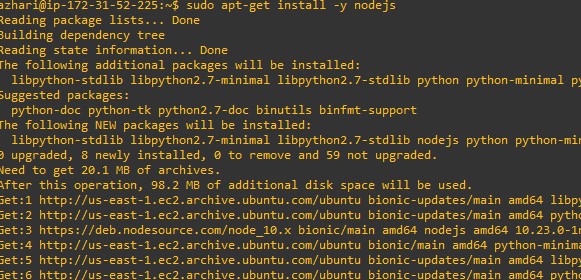 azhari@ip-172-31-52-225:~$ sudo apt-get install -y nodejs
Reading package lists... Done
Building dependency tree
Reading state information... Done
The following additional packages will be installed:
libpython-stdlib libpython2.7-minimal libpython2.7-stdlib python python-minimal py
Suggested packages:
python-doc python-tk python2.7-doc binutils binfmt-support
The following NEW packages will be installed:
libpython-stdlib libpython2.7-minimal libpython2.7-stdlib nodejs python python-min
0 upgraded, 8 newly installed, 0 to remove and 59 not upgraded.
Need to get 20.1 MB of archives.
After this operation, 98.2 MB of additional disk space will be used.
Get:1 http://us-east-1.ec2.archive.ubuntu.com/ubuntu bionic-updates/main amd64 libpy
Get:2 http://us-east-1.ec2.archive.ubuntu.com/ubuntu bionic-updates/main amd64 pytho
Get:3 https://deb.nodesource.com/node_10.x bionic/main amd64 nodejs amd64 10.23.0-1n
Get:4 http://us-east-1.ec2.archive.ubuntu.com/ubuntu bionic/main amd64 python-minima
Get:5 http://us-east-1.ec2.archive.ubuntu.com/ubuntu bionic-updates/main amd64 libpy
Get:6 http://us-east-1.ec2.archive.ubuntu.com/ubuntu bionic-updates/main amd64 pytho